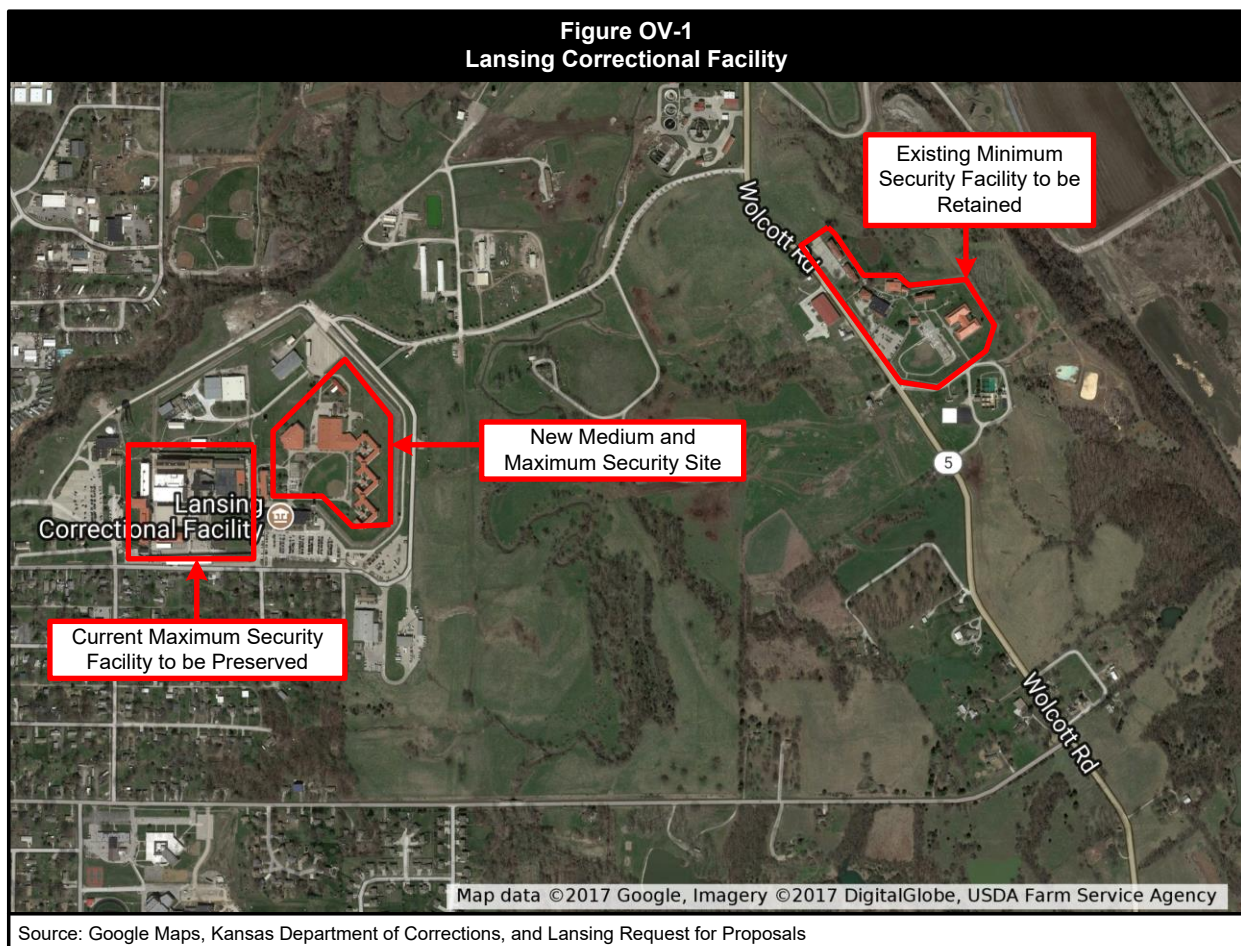 Figure OV-1
Lansing Correctional Facility
Existing Minimum
Security Facility to be
Retained
Wolcott Rd
New Medium and
Maximum Security Site
5
Lansing
Correctional Facility
Current Maximum Security
Facility to be Preserved
Wolcott Rd
Map data ©2017 Google, Imagery ©2017 DigitalGlobe, USDA Farm Service Agency
Source: Google Maps, Kansas Department of Corrections, and Lansing Request for Proposals